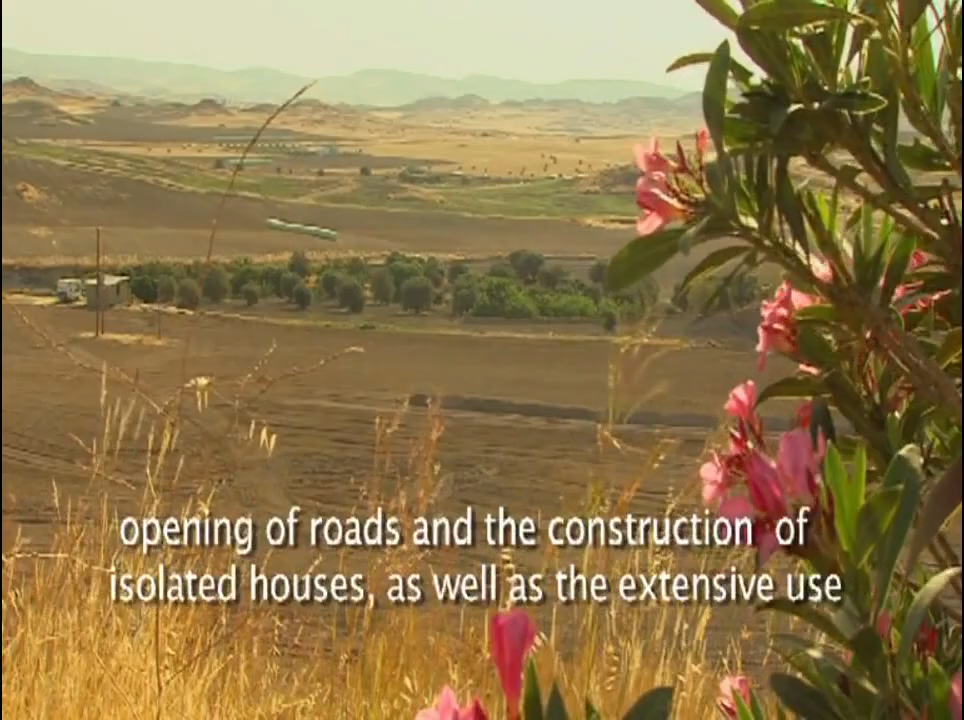 opening of roads and the construction of
isolated houses, as well as the extensive use